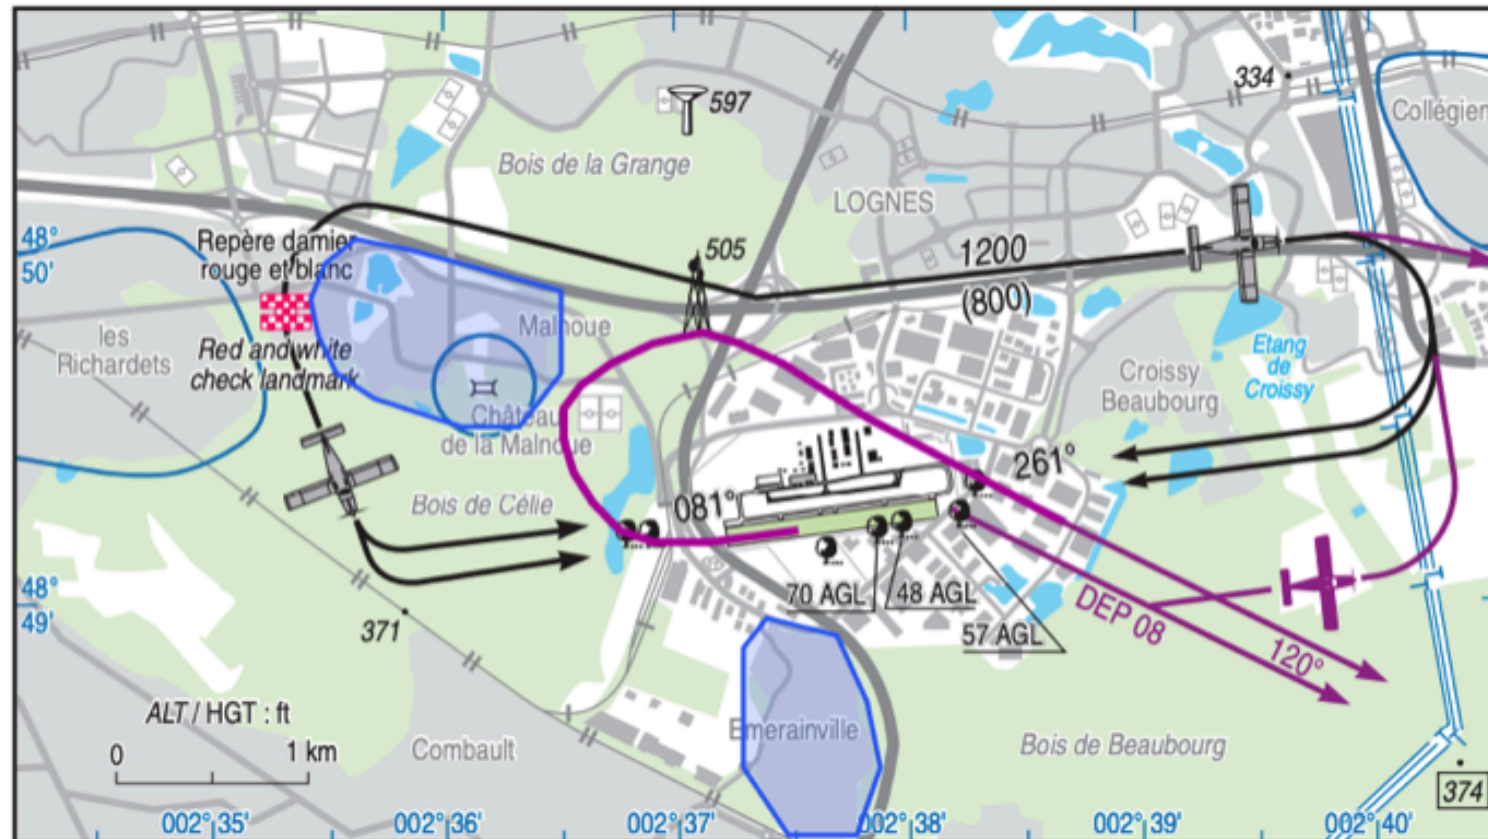 334
597
Collégien
Bois de la Grange
LOGNES
48°
50'
Repère damier
rouge et blanc
505
1200
(800)
Malnoue
les
Richardets
Red and white
check landmark
Etang
de
Croissy
Croissy
Beaubourg
Château
de la Malnoue
261°
Bois de Célie
081°
48°
49'
70 AGL
48 AGL
DEP 08
371
57 AGL
120°
ALT / HGT : ft
Emerainville
Combault
Bois de Beaubourg
0
1 km
374
002°35'
002°36'
002°37'
002°38'
002°39'
002°40'